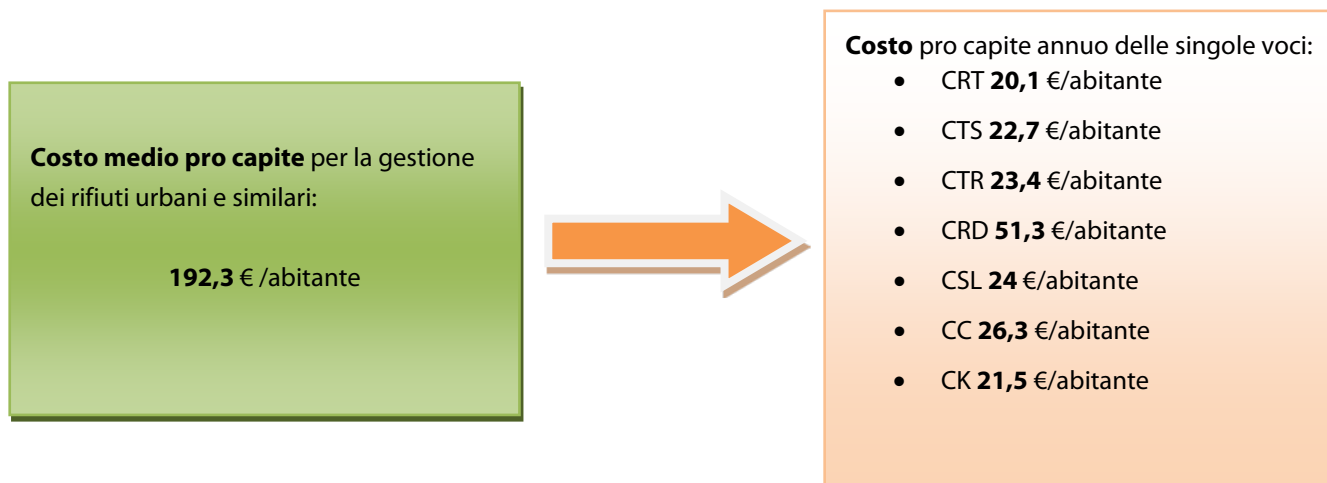 Costo medio pro capite per la gestione
dei rifiuti urbani e similari:
192,3 € /abitante
Costo pro capite annuo delle singole voci:
• CRT 20,1 €/abitante
• CTS 22,7 €/abitante
• CTR 23,4 €/abitante
• CRD 51,3 €/abitante
• CSL 24 €/abitante
• CC 26,3 €/abitante
• CK 21,5 €/abitante